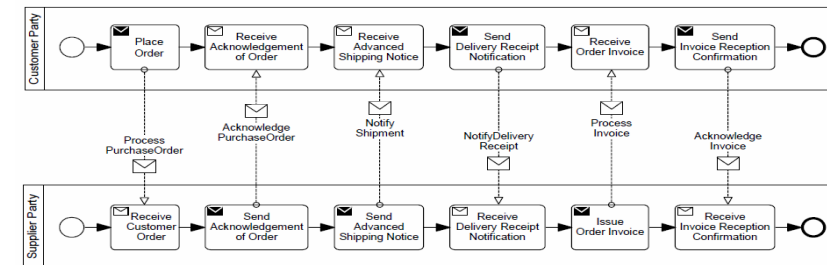 Customer Party
Place
Order
Receive
Acknowledgement
of Order
Receive
Advanced
Shipping Notice
Send
Delivery Receipt
Notification
Receive
Order Invoice
Send
Invoice Reception
Confirmation
Process
PurchaseOrder
Acknowledge
PurchaseOrder
Notify
Shipment
NotifyDelivery
Receipt
Process
Invoice
Acknowledge
Invoice
Supplier Party
Receive
Customer
Order
Send
Acknowledgement
of Order
Send
Advanced
Shipping Notice
Receive
Delivery Receipt
Notification
Issue
Order Invoice
Receive
Invoice Reception
Confirmation